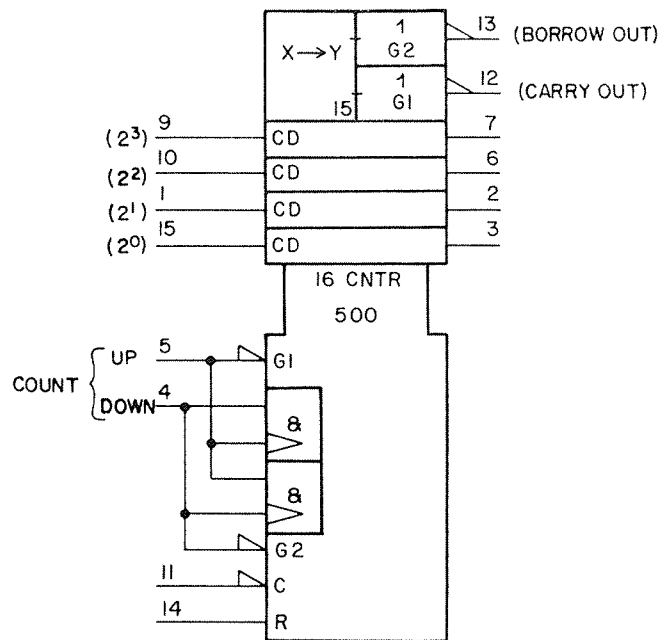 1 13 (BORROW OUT)
X→Y G2
1 12 (CARRY OUT)
15 G1
(2³) 9 CD 7
(2²) 10 CD 6
(2¹) 1 CD 2
(2⁰) 15 CD 3
16 CNTR
500
COUNT
UP 5 G1
DOWN 4
&
&
G2
11 C
14 R